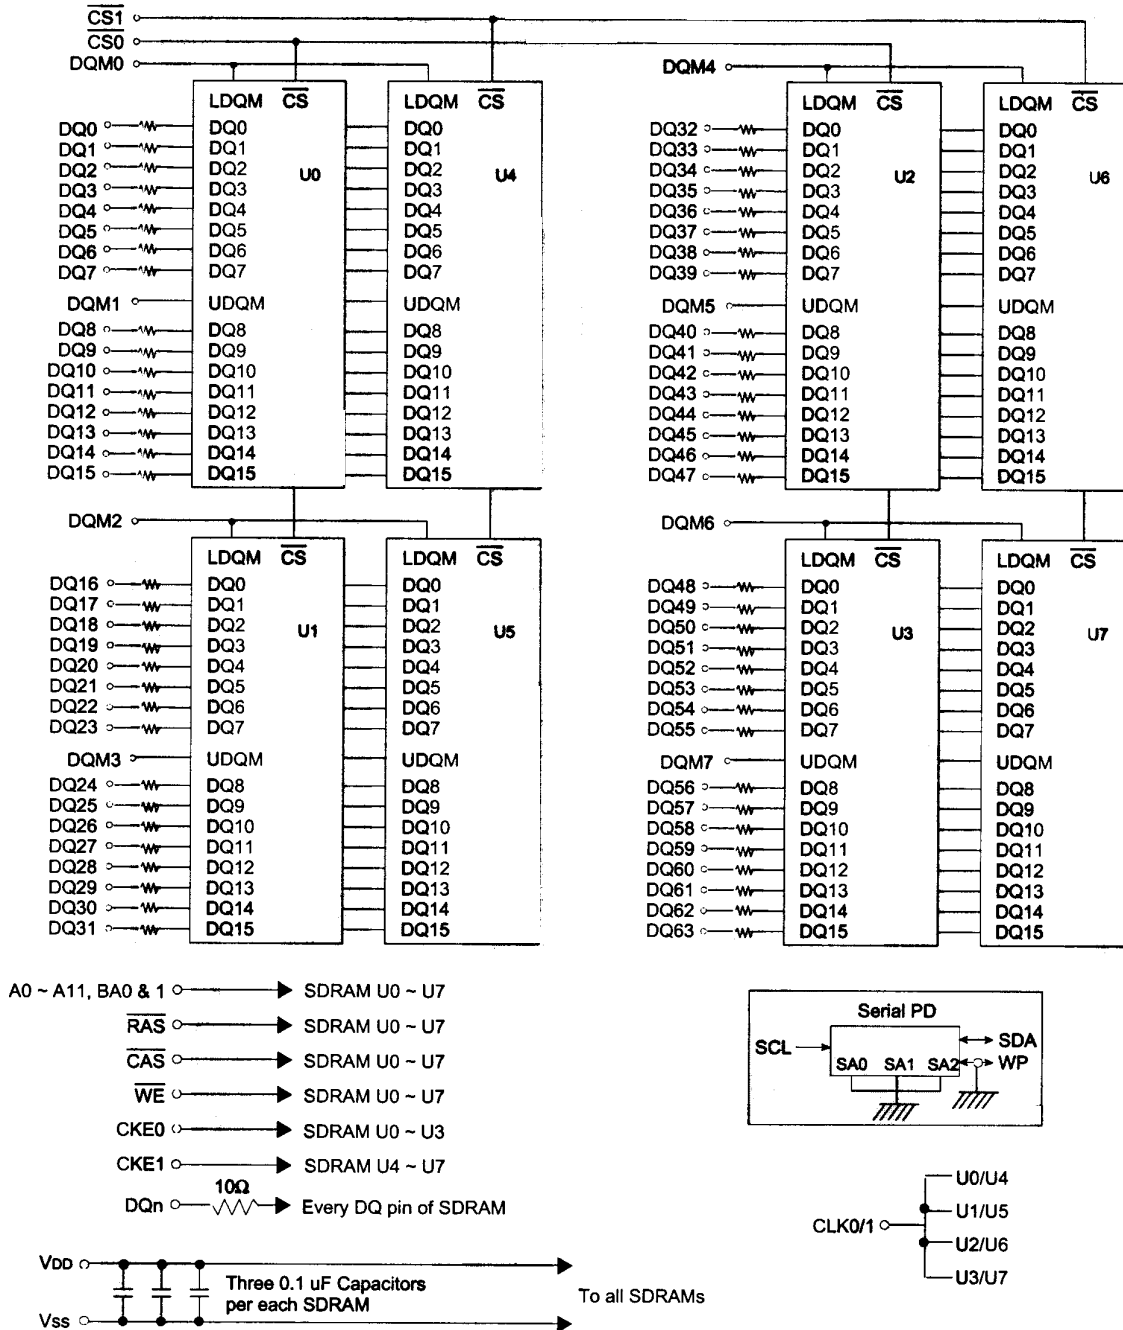 CS1
CS0
DQM0
LDQM CS
DQ0 DQ0
DQ1 DQ1
DQ2 DQ2
DQ3 DQ3
DQ4 DQ4
DQ5 DQ5
DQ6 DQ6
DQ7 DQ7
U0
DQM1 UDQM
DQ8 DQ8
DQ9 DQ9
DQ10 DQ10
DQ11 DQ11
DQ12 DQ12
DQ13 DQ13
DQ14 DQ14
DQ15 DQ15
LDQM CS
DQ0
DQ1
DQ2
DQ3
DQ4
DQ5
DQ6
DQ7
U4
UDQM
DQ8
DQ9
DQ10
DQ11
DQ12
DQ13
DQ14
DQ15
DQM4
LDQM CS
DQ32 DQ0
DQ33 DQ1
DQ34 DQ2
DQ35 DQ3
DQ36 DQ4
DQ37 DQ5
DQ38 DQ6
DQ39 DQ7
U2
DQM5 UDQM
DQ40 DQ8
DQ41 DQ9
DQ42 DQ10
DQ43 DQ11
DQ44 DQ12
DQ45 DQ13
DQ46 DQ14
DQ47 DQ15
LDQM CS
DQ0
DQ1
DQ2
DQ3
DQ4
DQ5
DQ6
DQ7
U6
UDQM
DQ8
DQ9
DQ10
DQ11
DQ12
DQ13
DQ14
DQ15
DQM2
LDQM CS
DQ16 DQ0
DQ17 DQ1
DQ18 DQ2
DQ19 DQ3
DQ20 DQ4
DQ21 DQ5
DQ22 DQ6
DQ23 DQ7
U1
DQM3 UDQM
DQ24 DQ8
DQ25 DQ9
DQ26 DQ10
DQ27 DQ11
DQ28 DQ12
DQ29 DQ13
DQ30 DQ14
DQ31 DQ15
LDQM CS
DQ0
DQ1
DQ2
DQ3
DQ4
DQ5
DQ6
DQ7
U5
UDQM
DQ8
DQ9
DQ10
DQ11
DQ12
DQ13
DQ14
DQ15
DQM6
LDQM CS
DQ48 DQ0
DQ49 DQ1
DQ50 DQ2
DQ51 DQ3
DQ52 DQ4
DQ53 DQ5
DQ54 DQ6
DQ55 DQ7
U3
DQM7 UDQM
DQ56 DQ8
DQ57 DQ9
DQ58 DQ10
DQ59 DQ11
DQ60 DQ12
DQ61 DQ13
DQ62 DQ14
DQ63 DQ15
LDQM CS
DQ0
DQ1
DQ2
DQ3
DQ4
DQ5
DQ6
DQ7
U7
UDQM
DQ8
DQ9
DQ10
DQ11
DQ12
DQ13
DQ14
DQ15
A0 ~ A11, BA0 & 1 SDRAM U0 ~ U7
RAS SDRAM U0 ~ U7
CAS SDRAM U0 ~ U7
WE SDRAM U0 ~ U7
CKE0 SDRAM U0 ~ U3
CKE1 SDRAM U4 ~ U7
10Ω
DQn Every DQ pin of SDRAM
VDD
Three 0.1 uF Capacitors
per each SDRAM
Vss
To all SDRAMs
Serial PD
SCL
SA0 SA1 SA2
SDA
WP
CLK0/1
U0/U4
U1/U5
U2/U6
U3/U7